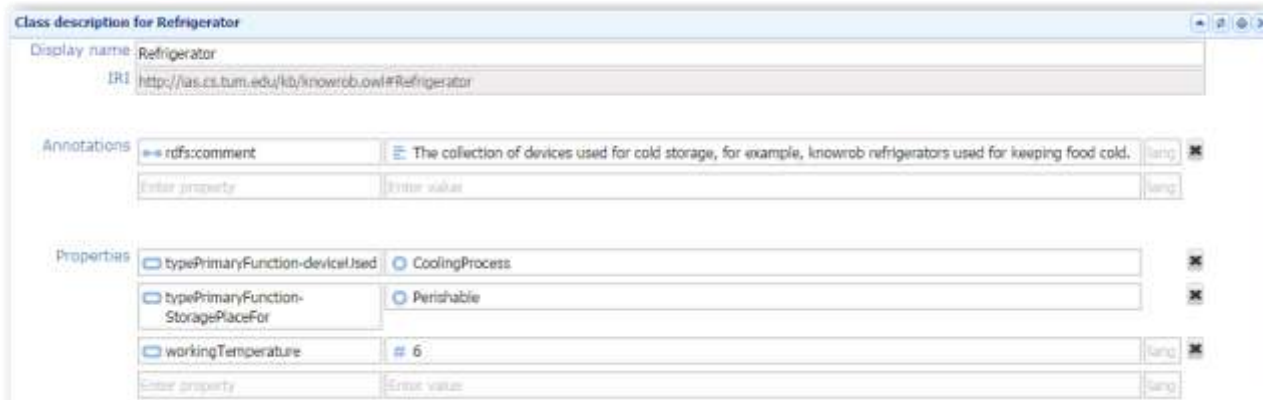 Class description for Refrigerator
Display name Refrigerator
IRI http://ias.cs.tum.edu/kb/knowrob.owl#Refrigerator
Annotations rdfs:comment The collection of devices used for cold storage, for example, knowrob refrigerators used for keeping food cold. lang
Enter property Enter value lang
Properties typePrimaryFunction-deviceUsed CoolingProcess
typePrimaryFunction- Perishable
StoragePlaceFor
workingTemperature # 6 lang
Enter property Enter value lang